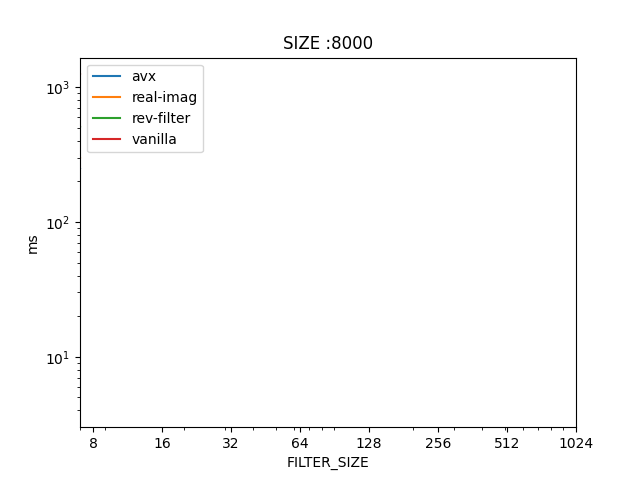 SIZE :8000
avx
real-imag
rev-filter
vanilla
10³
10²
10¹
ms
8 16 32 64 128 256 512 1024
FILTER_SIZE